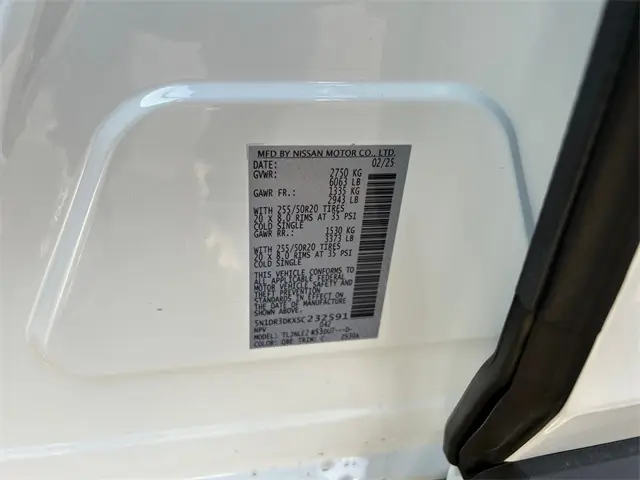 MFD BY NISSAN MOTOR CO., LTD.
DATE: 02/25
GVWR: 2750 KG
6063 LB
GAWR FR.: 1335 KG
2943 LB
WITH 255/50R20 TIRES
20 X 8.0 RIMS AT 35 PSI
COLD SINGLE
GAWR RR.: 1530 KG
3373 LB
WITH 255/50R20 TIRES
20 X 8.0 RIMS AT 35 PSI
COLD SINGLE
THIS VEHICLE CONFORMS TO
ALL APPLICABLE FEDERAL
MOTOR VEHICLE SAFETY AND
THEFT PREVENTION STANDARDS
IN EFFECT ON THE
DATE OF MANUFACTURE
SHOWN ABOVE.
5N1DR3DKXSC232591
MPV 042
COLOR: TRIM: C 2530A